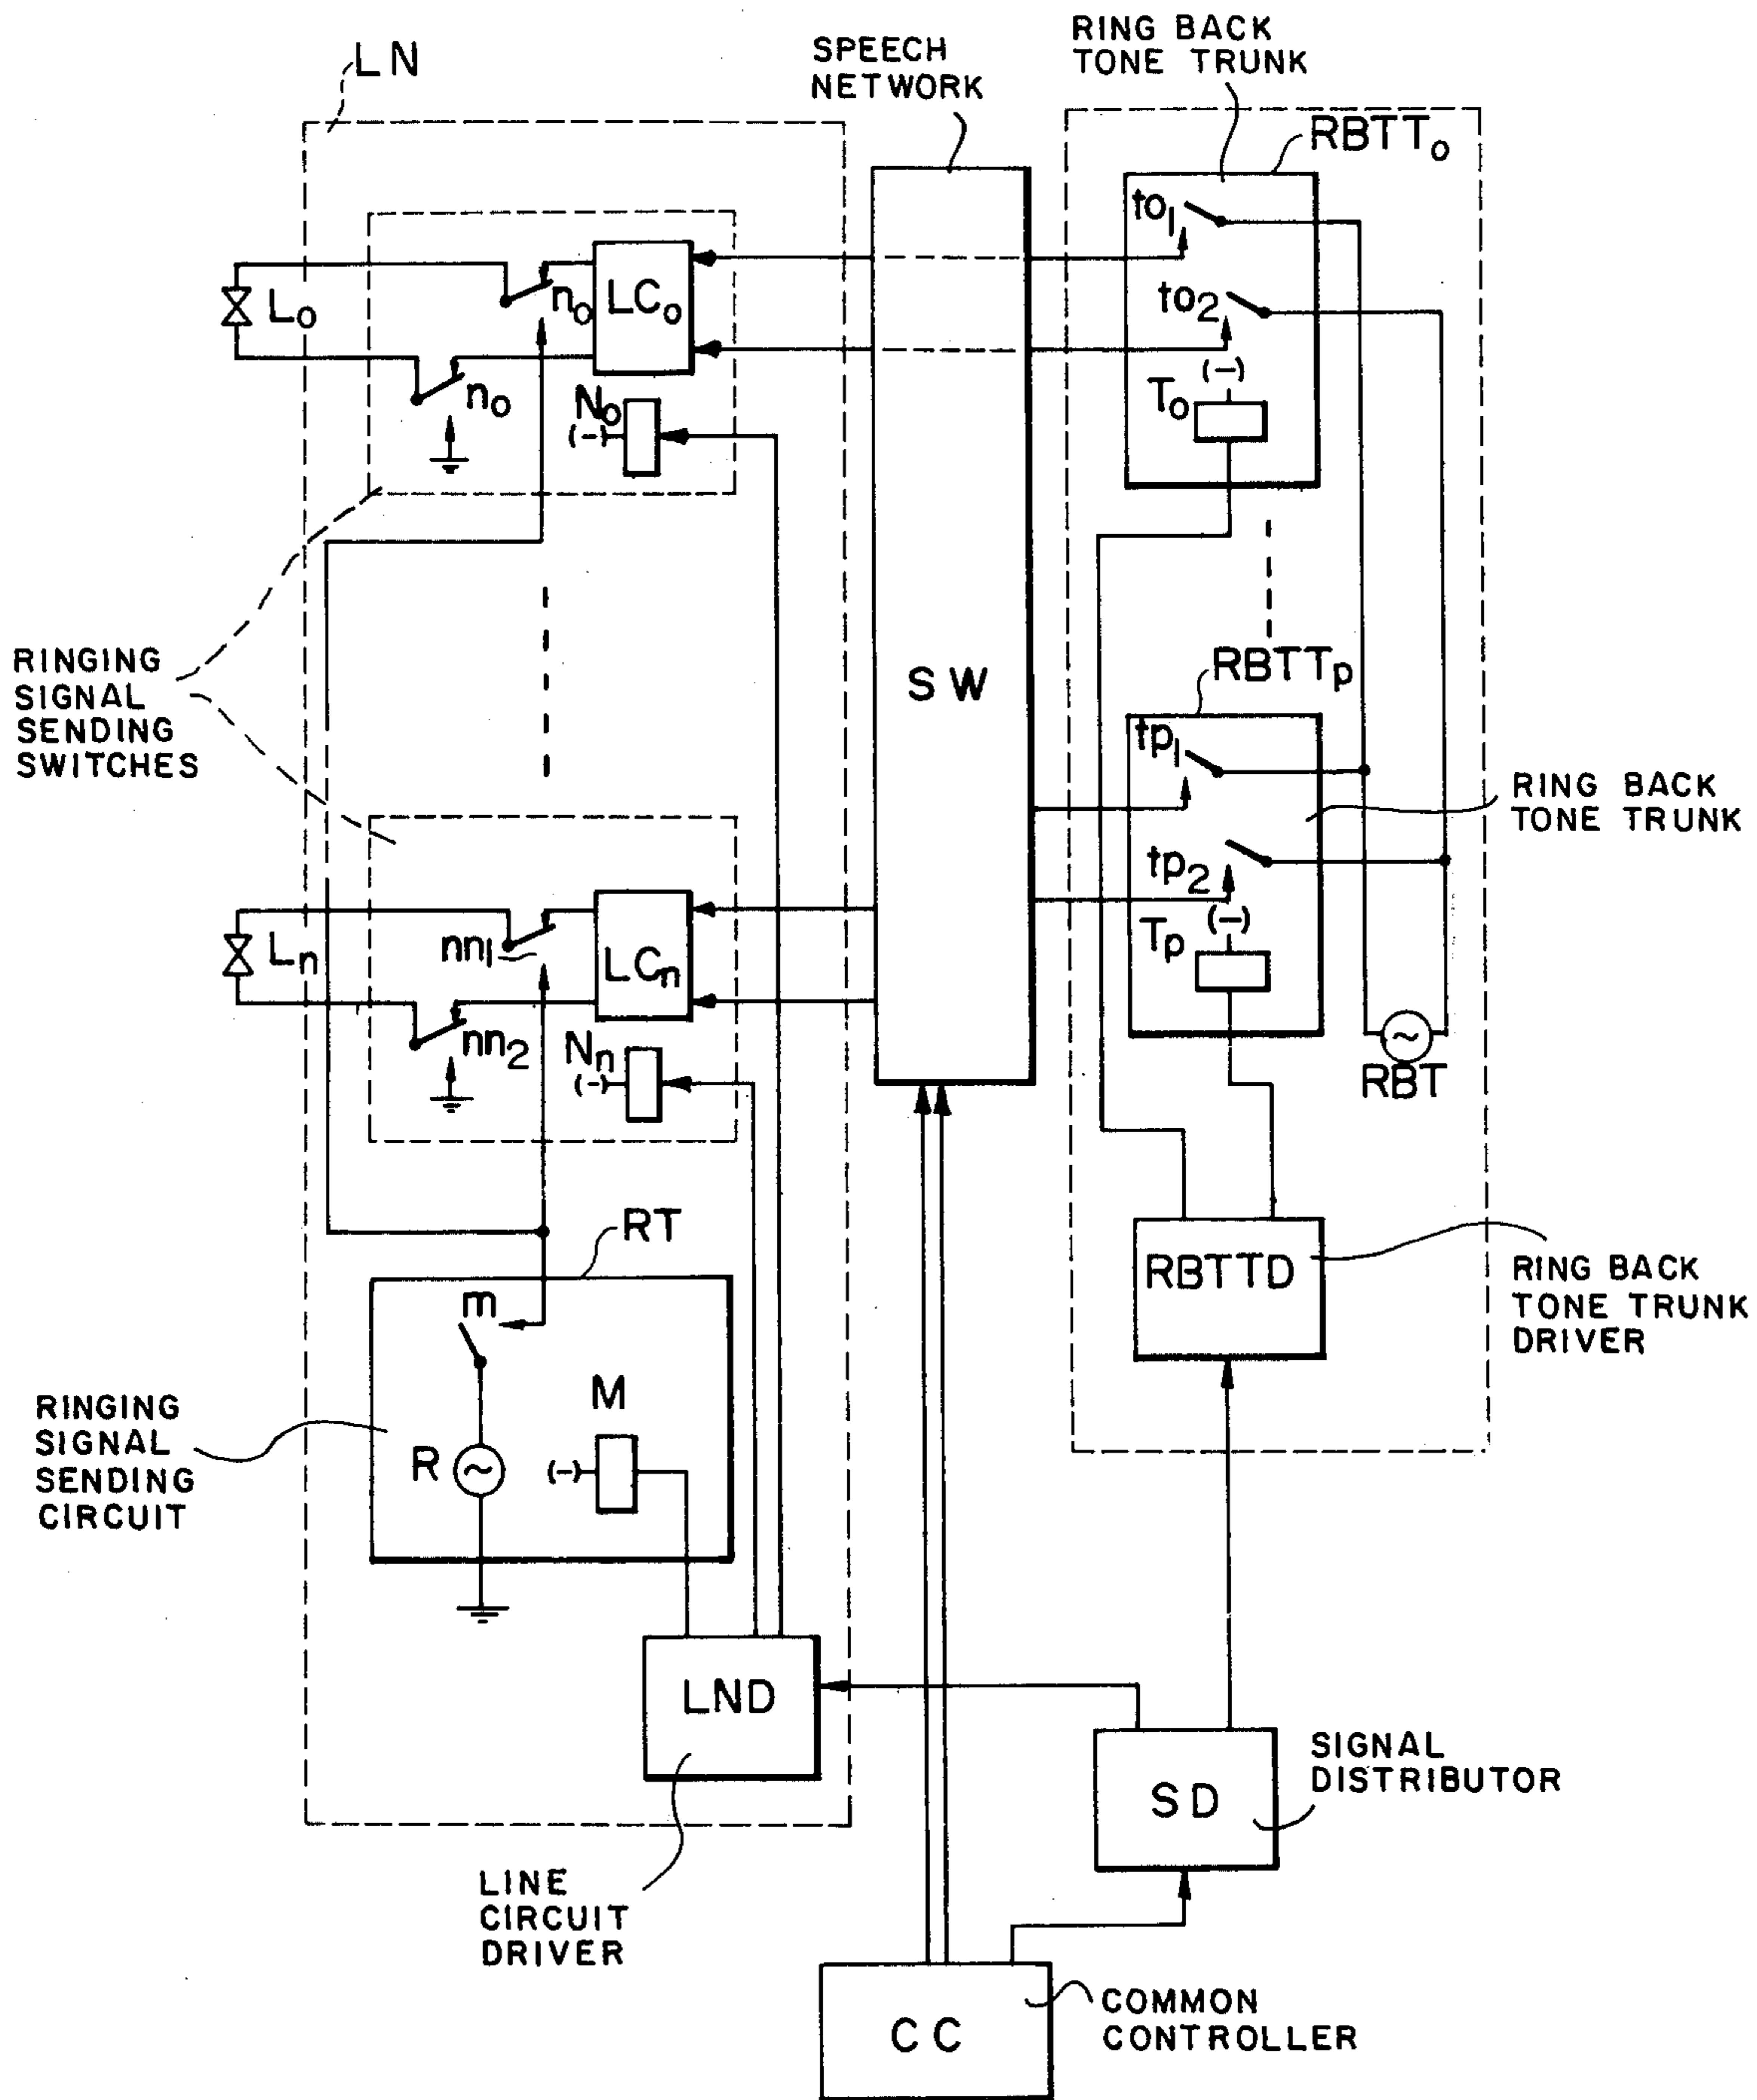 LN
SPEECH
NETWORK
RING BACK
TONE TRUNK
RBTTo
to1
to2
(-)
To
Lo
no
LCo
no
No
(-)
RINGING
SIGNAL
SENDING
SWITCHES
SW
RBTTp
tp1
tp2
(-)
Tp
RING BACK
TONE TRUNK
RBT
Ln
nn1
LCn
nn2
Nn
(-)
RT
m
M
R
(-)
RINGING
SIGNAL
SENDING
CIRCUIT
RBTTD
RING BACK
TONE TRUNK
DRIVER
LND
LINE
CIRCUIT
DRIVER
SD
SIGNAL
DISTRIBUTOR
CC
COMMON
CONTROLLER